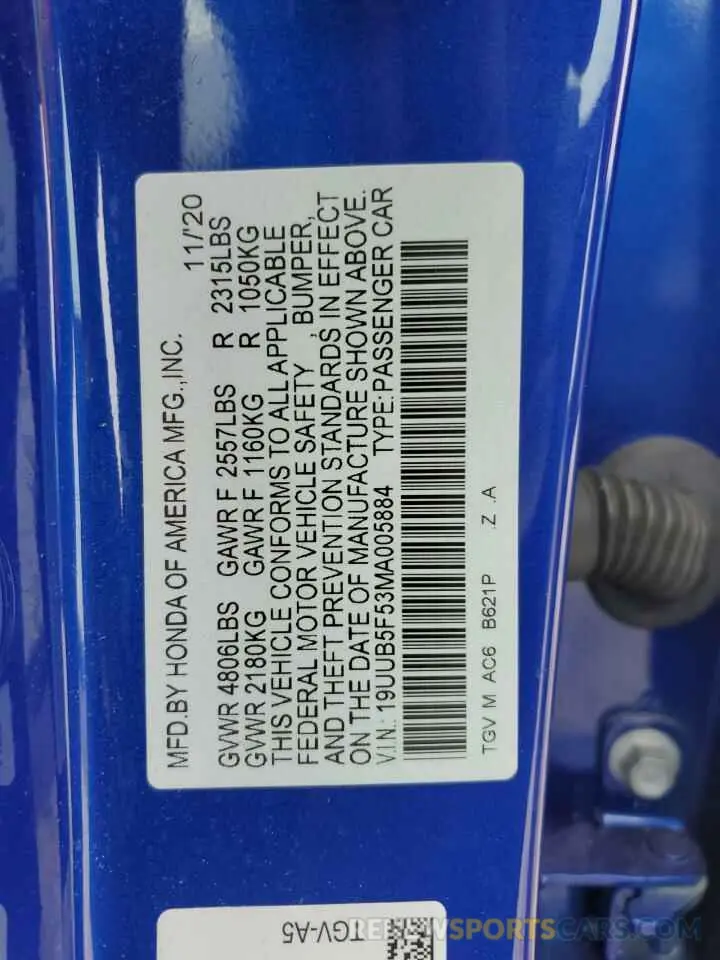 MFD.BY HONDA OF AMERICA MFG.,INC. 11/'20
GVWR 4806LBS GAWR F 2557LBS R 2315LBS
GVWR 2180KG GAWR F 1160KG R 1050KG
THIS VEHICLE CONFORMS TO ALL APPLICABLE
FEDERAL MOTOR VEHICLE SAFETY , BUMPER,
AND THEFT PREVENTION STANDARDS IN EFFECT
ON THE DATE OF MANUFACTURE SHOWN ABOVE.
V.I.N.: 19UUB5F53MA005884 TYPE:PASSENGER CAR
TGV M AC6 B621P .Z .A
TGV-A5
REVIEWSPORTSCARS.COM